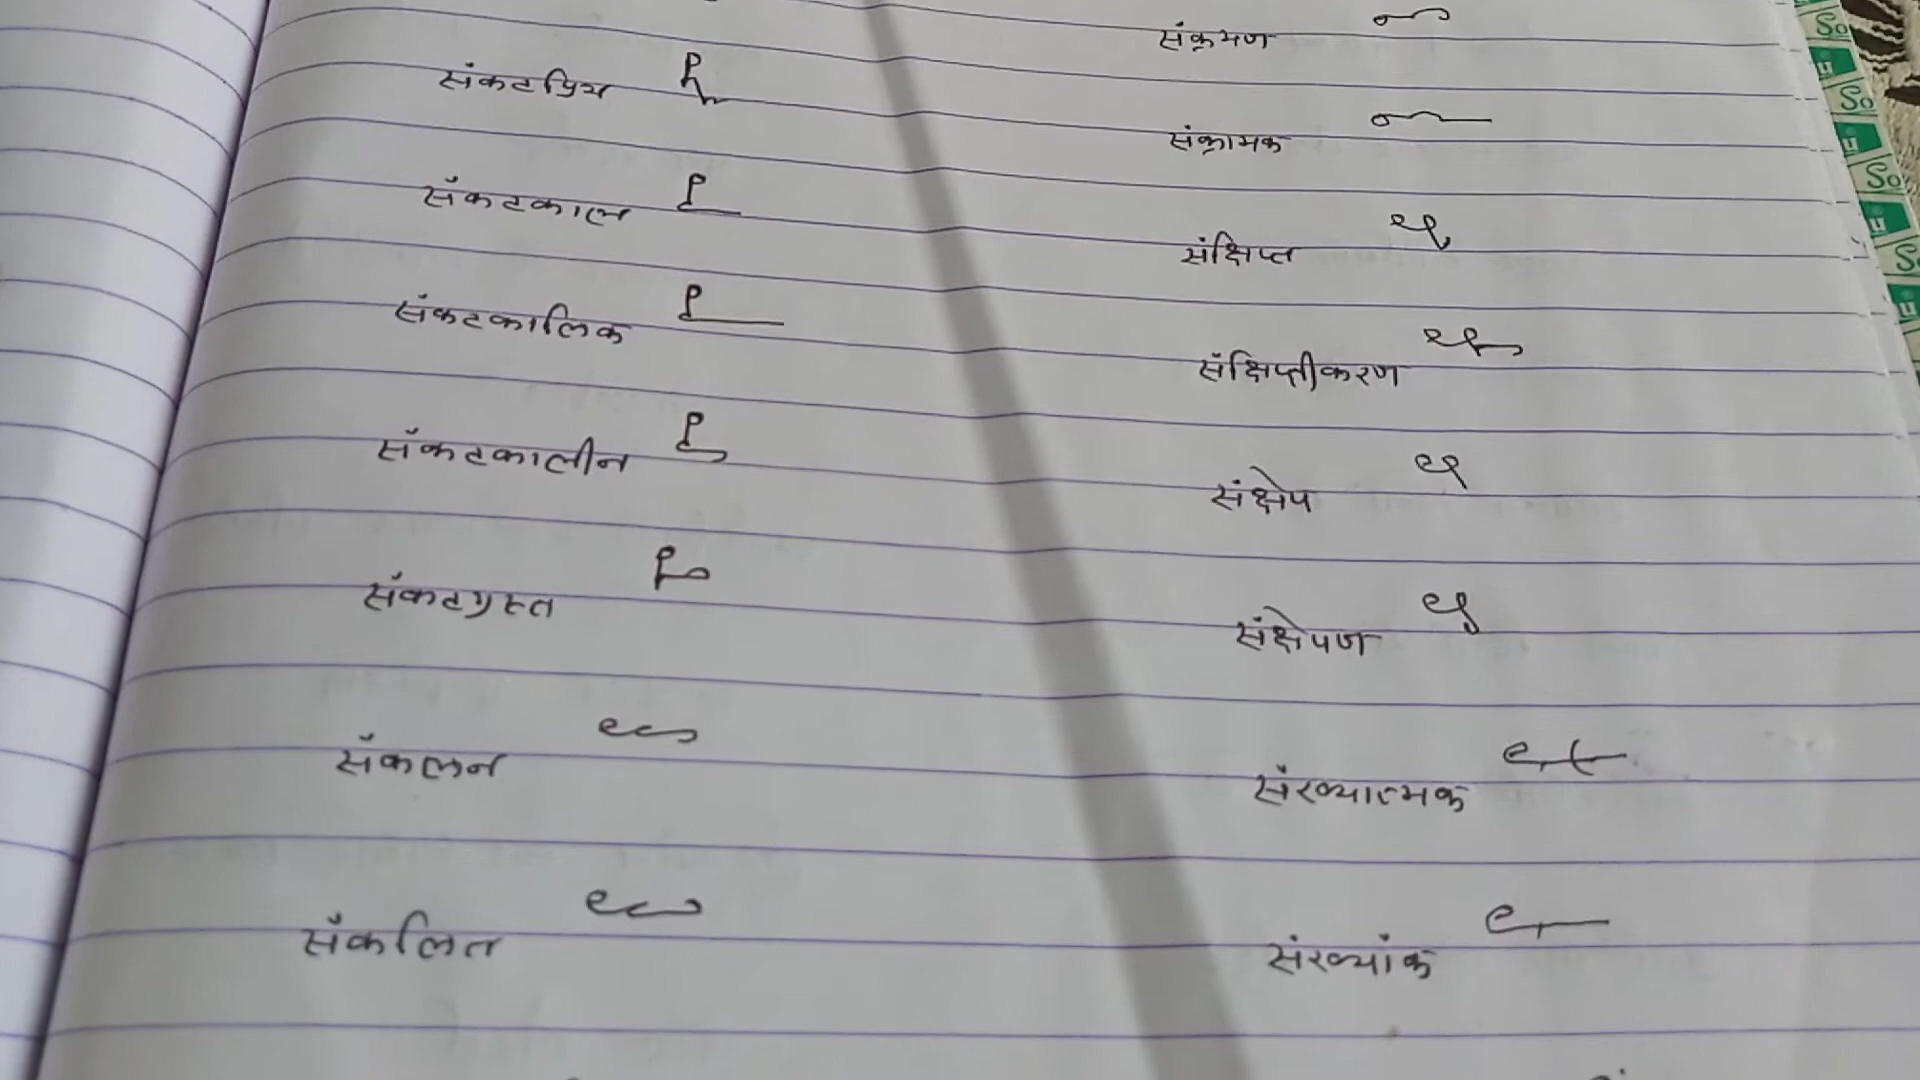 संकटप्रिय
संकटकाल
संकटकालिक
संकटकालीन
संकटग्रस्त
संकलन
संकलित
संक्रमण
संक्रामक
संक्षिप्त
संक्षिप्तीकरण
संक्षेप
संक्षेपण
संख्यात्मक
संख्यांक